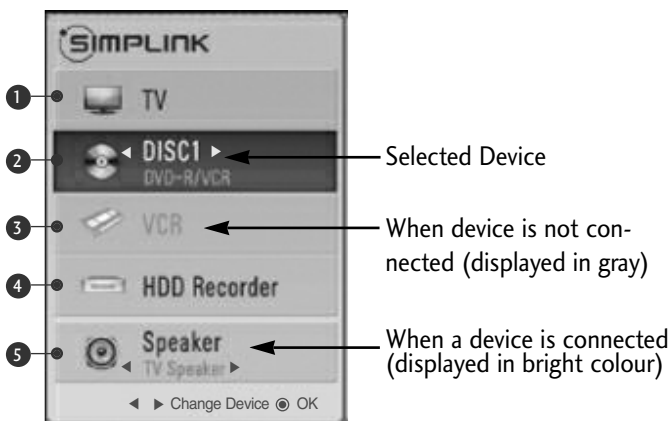 SIMPLINK
1 TV
2 DISC1 Selected Device
DVD-R/VCR
3 VCR When device is not con-
nected (displayed in gray)
4 HDD Recorder
5 Speaker When a device is connected
TV Speaker (displayed in bright colour)
◀ ▶ Change Device ◉ OK